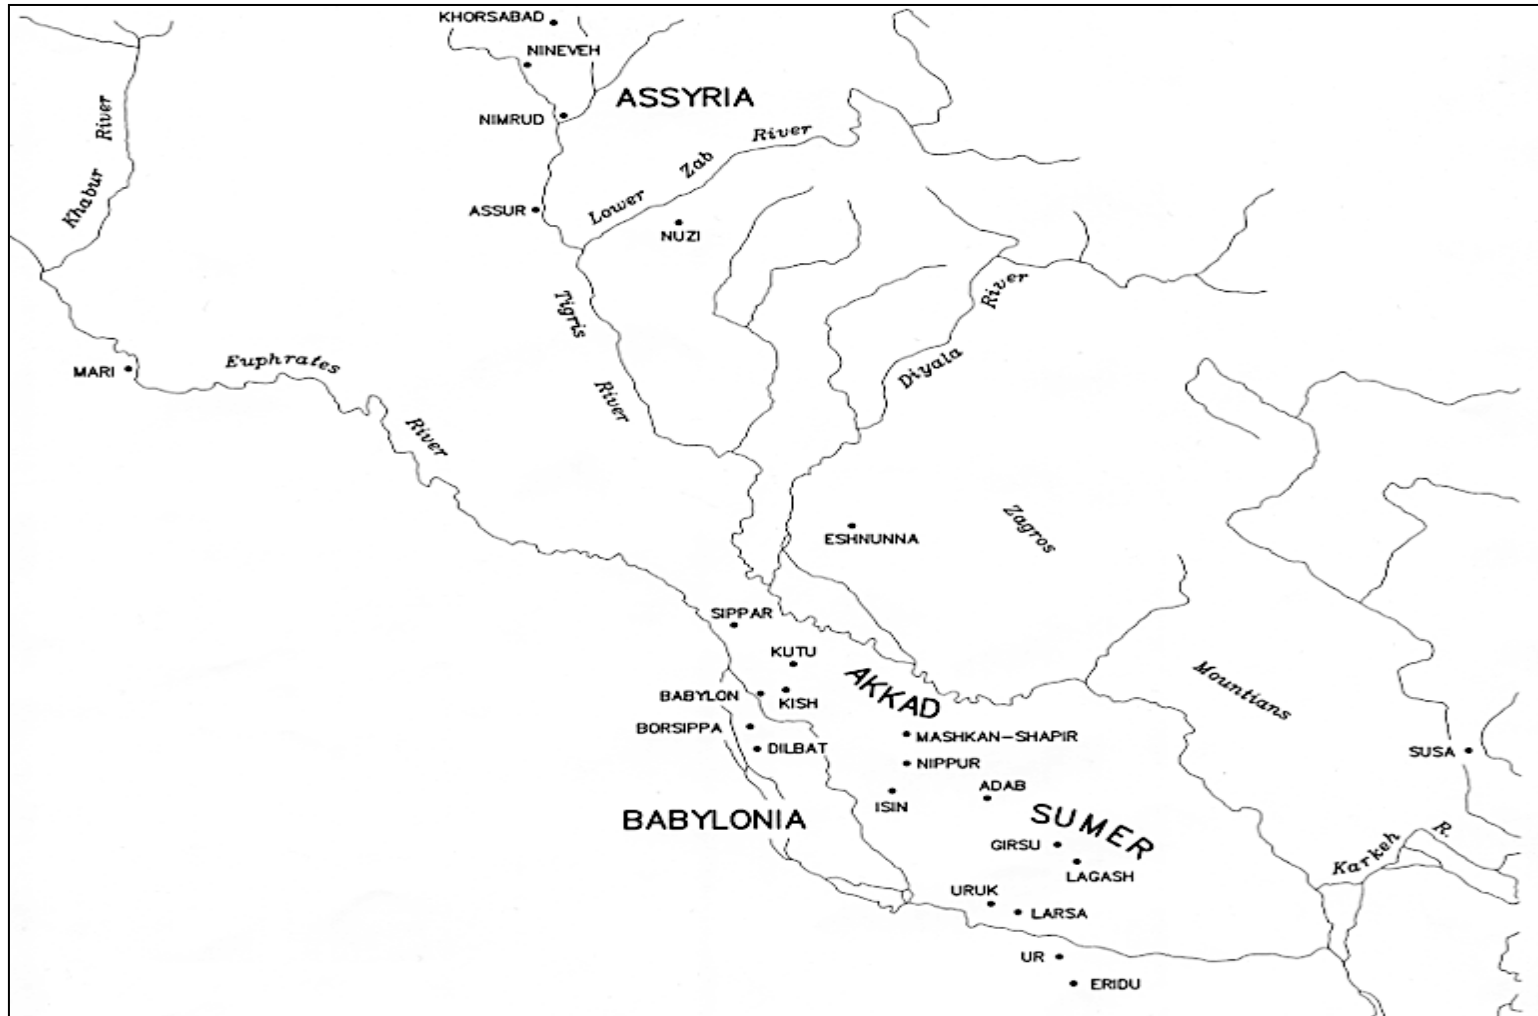 KHORSABAD
NINEVEH
ASSYRIA
NIMRUD
Khabur River
Lower Zab River
ASSUR
NUZI
Tigris River
Diyala River
MARI
Euphrates River
Zagros Mountians
ESHNUNNA
SIPPAR
KUTU
AKKAD
BABYLON
KISH
BORSIPPA
DILBAT
MASHKAN-SHAPIR
NIPPUR
SUSA
ADAB
ISIN
BABYLONIA
SUMER
GIRSU
Karkeh R.
LAGASH
URUK
LARSA
UR
ERIDU